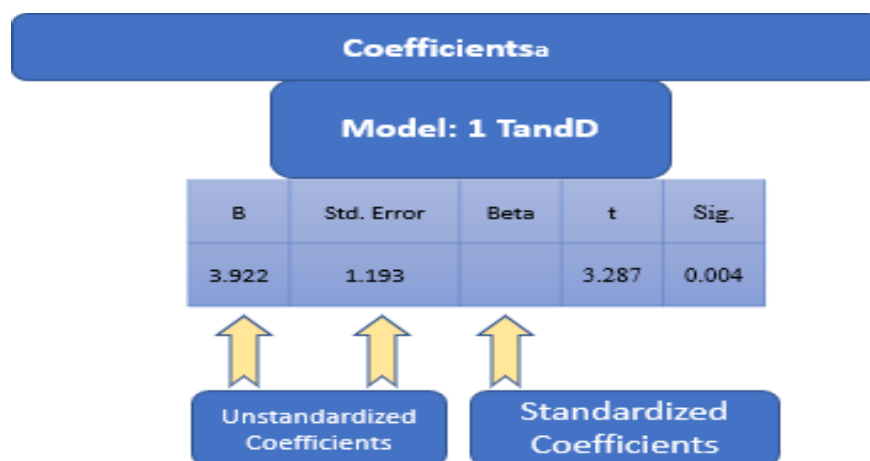 Coefficientsa
Model: 1 TandD
B Std. Error Beta t Sig.
3.922 1.193 3.287 0.004
Unstandardized
Coefficients
Standardized
Coefficients